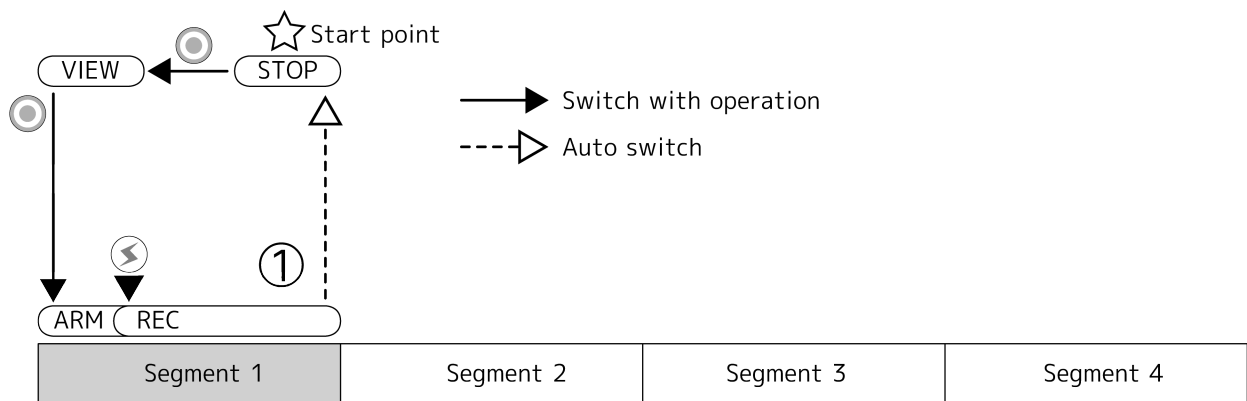 Start point
VIEW
STOP
Switch with operation
Auto switch
①
ARM
REC
Segment 1
Segment 2
Segment 3
Segment 4